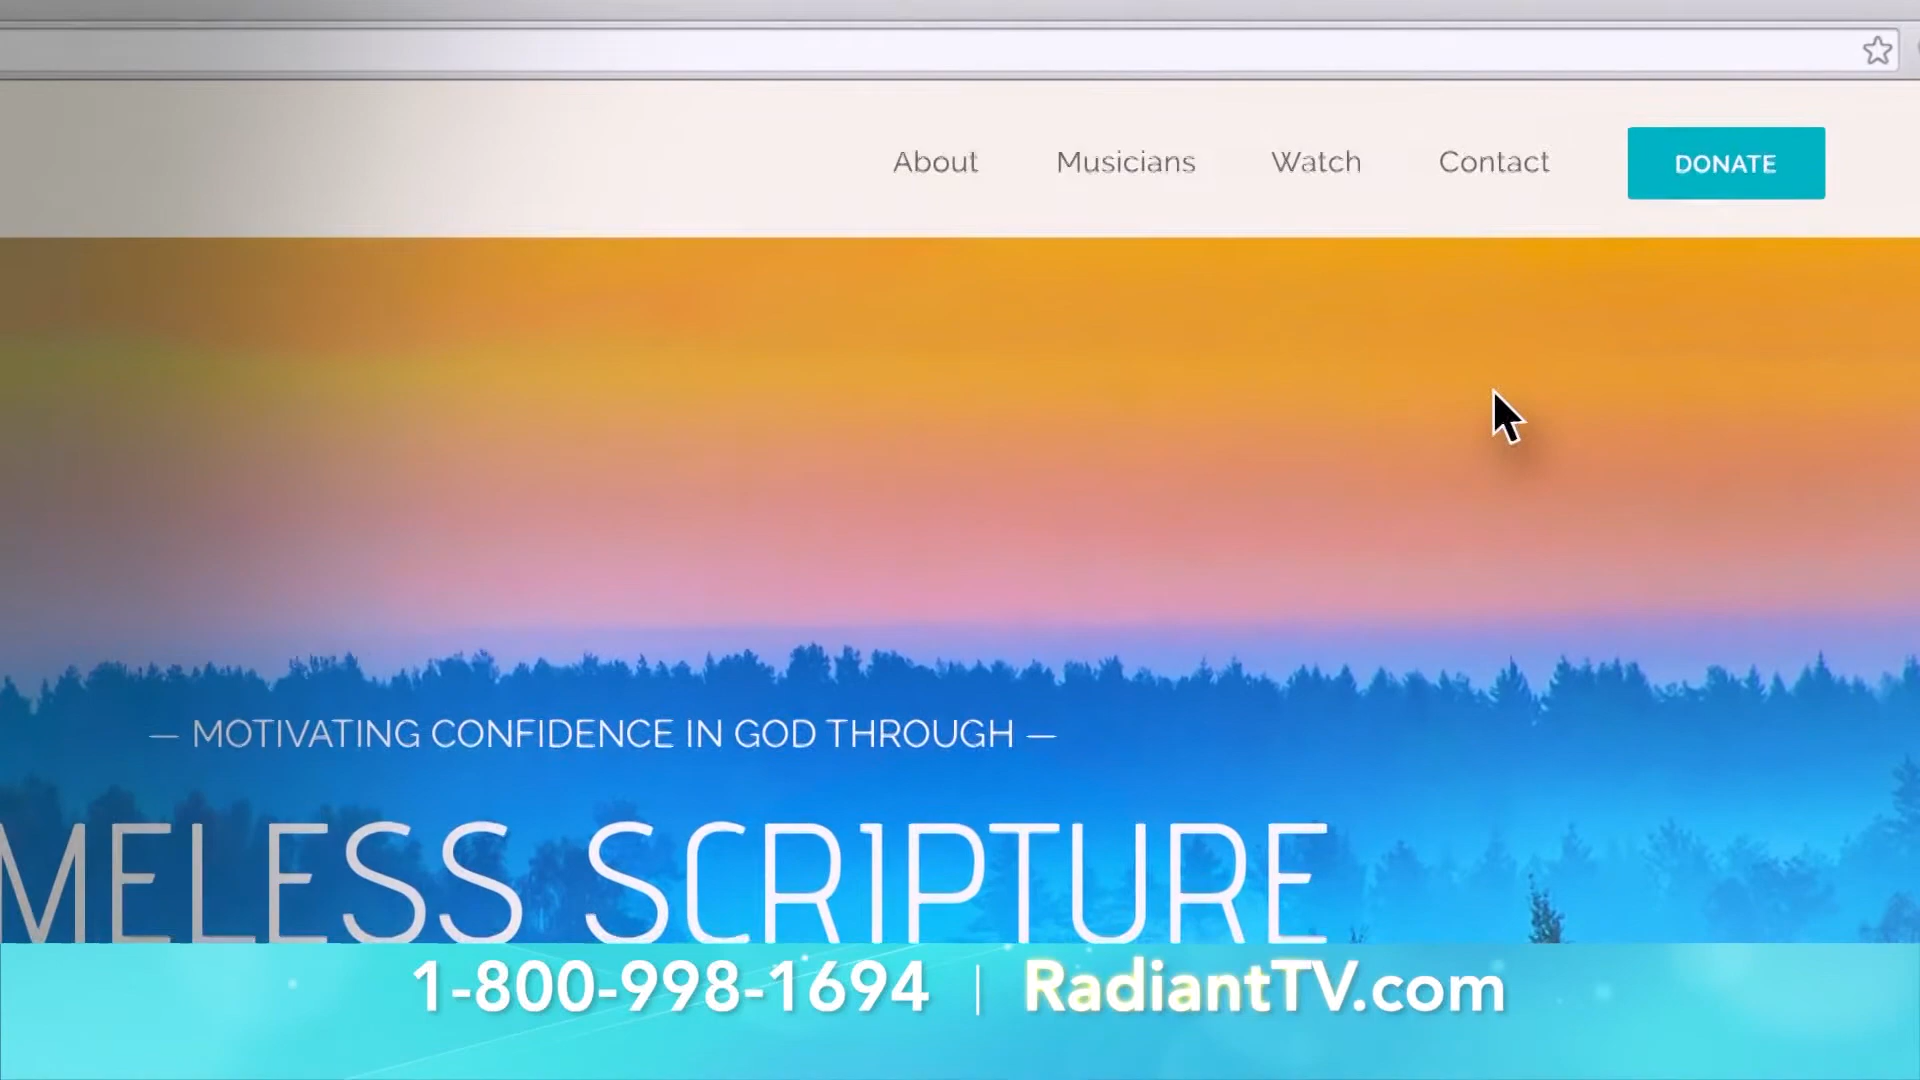 About Musicians Watch Contact DONATE
— MOTIVATING CONFIDENCE IN GOD THROUGH —
MELESS SCRIPTURE
1-800-998-1694 | RadiantTV.com